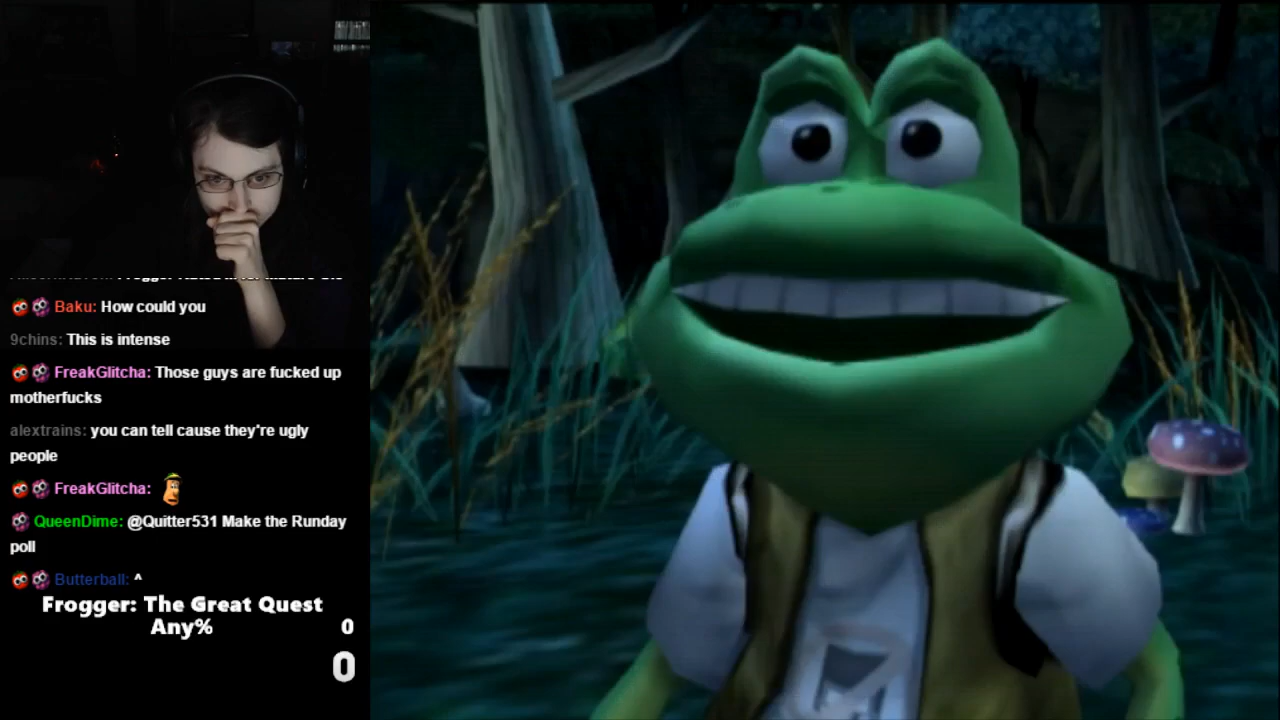 Baku: How could you
9chins: This is intense
FreakGlitcha: Those guys are fucked up
motherfucks
alextrains: you can tell cause they're ugly
people
FreakGlitcha:
QueenDime: @Quitter531 Make the Runday
poll
Butterball: ^
Frogger: The Great Quest
Any% 0
0